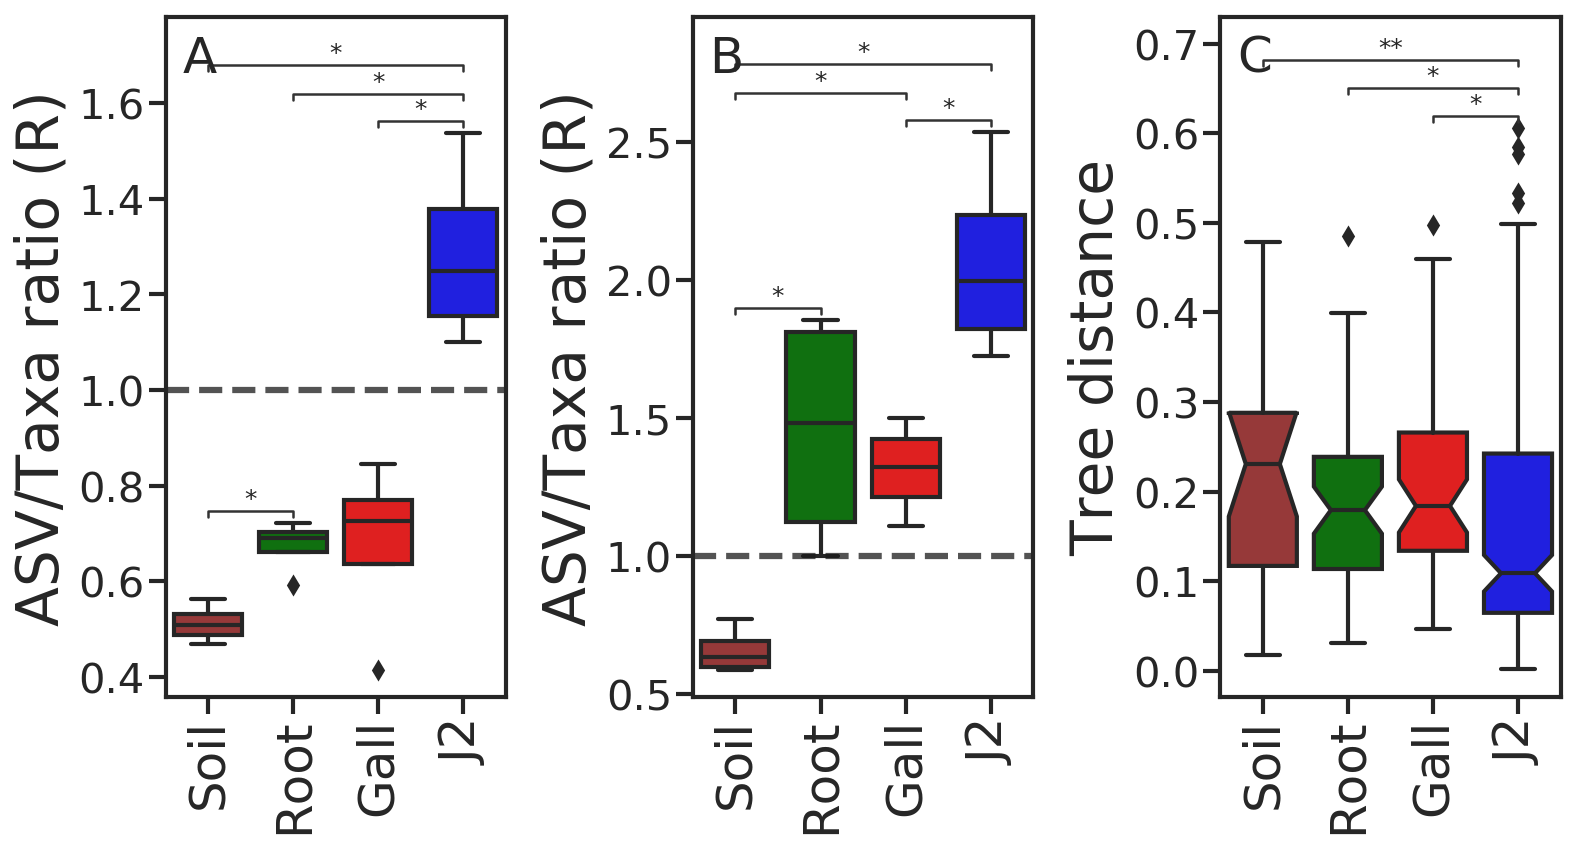 A
*
*
*
*
ASV/Taxa ratio (R)
1.6
1.4
1.2
1.0
0.8
0.6
0.4
Soil
Root
Gall
J2
B
*
*
*
*
ASV/Taxa ratio (R)
2.5
2.0
1.5
1.0
0.5
Soil
Root
Gall
J2
C
**
*
*
Tree distance
0.7
0.6
0.5
0.4
0.3
0.2
0.1
0.0
Soil
Root
Gall
J2